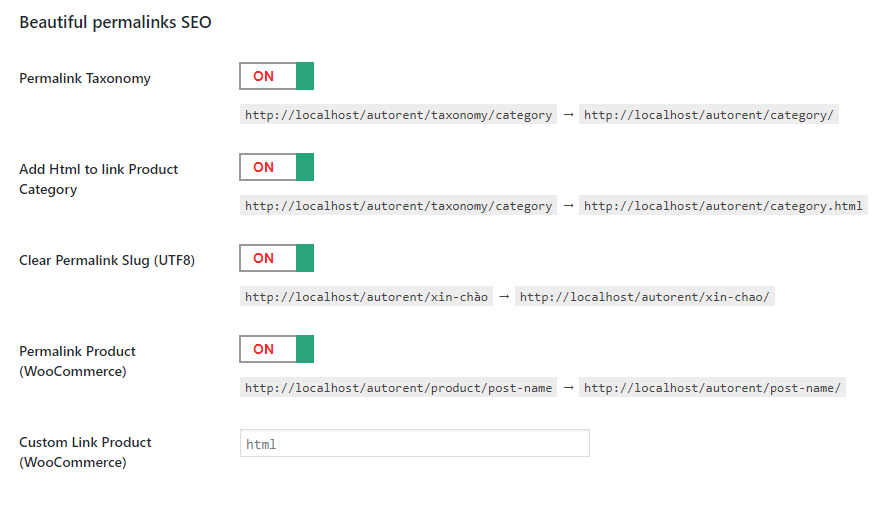 Beautiful permalinks SEO
Permalink Taxonomy
ON
http://localhost/autorent/taxonomy/category → http://localhost/autorent/category/
Add Html to link Product
Category
ON
http://localhost/autorent/taxonomy/category → http://localhost/autorent/category.html
Clear Permalink Slug (UTF8)
ON
http://localhost/autorent/xin-chào → http://localhost/autorent/xin-chao/
Permalink Product
(WooCommerce)
ON
http://localhost/autorent/product/post-name → http://localhost/autorent/post-name/
Custom Link Product
(WooCommerce)
html